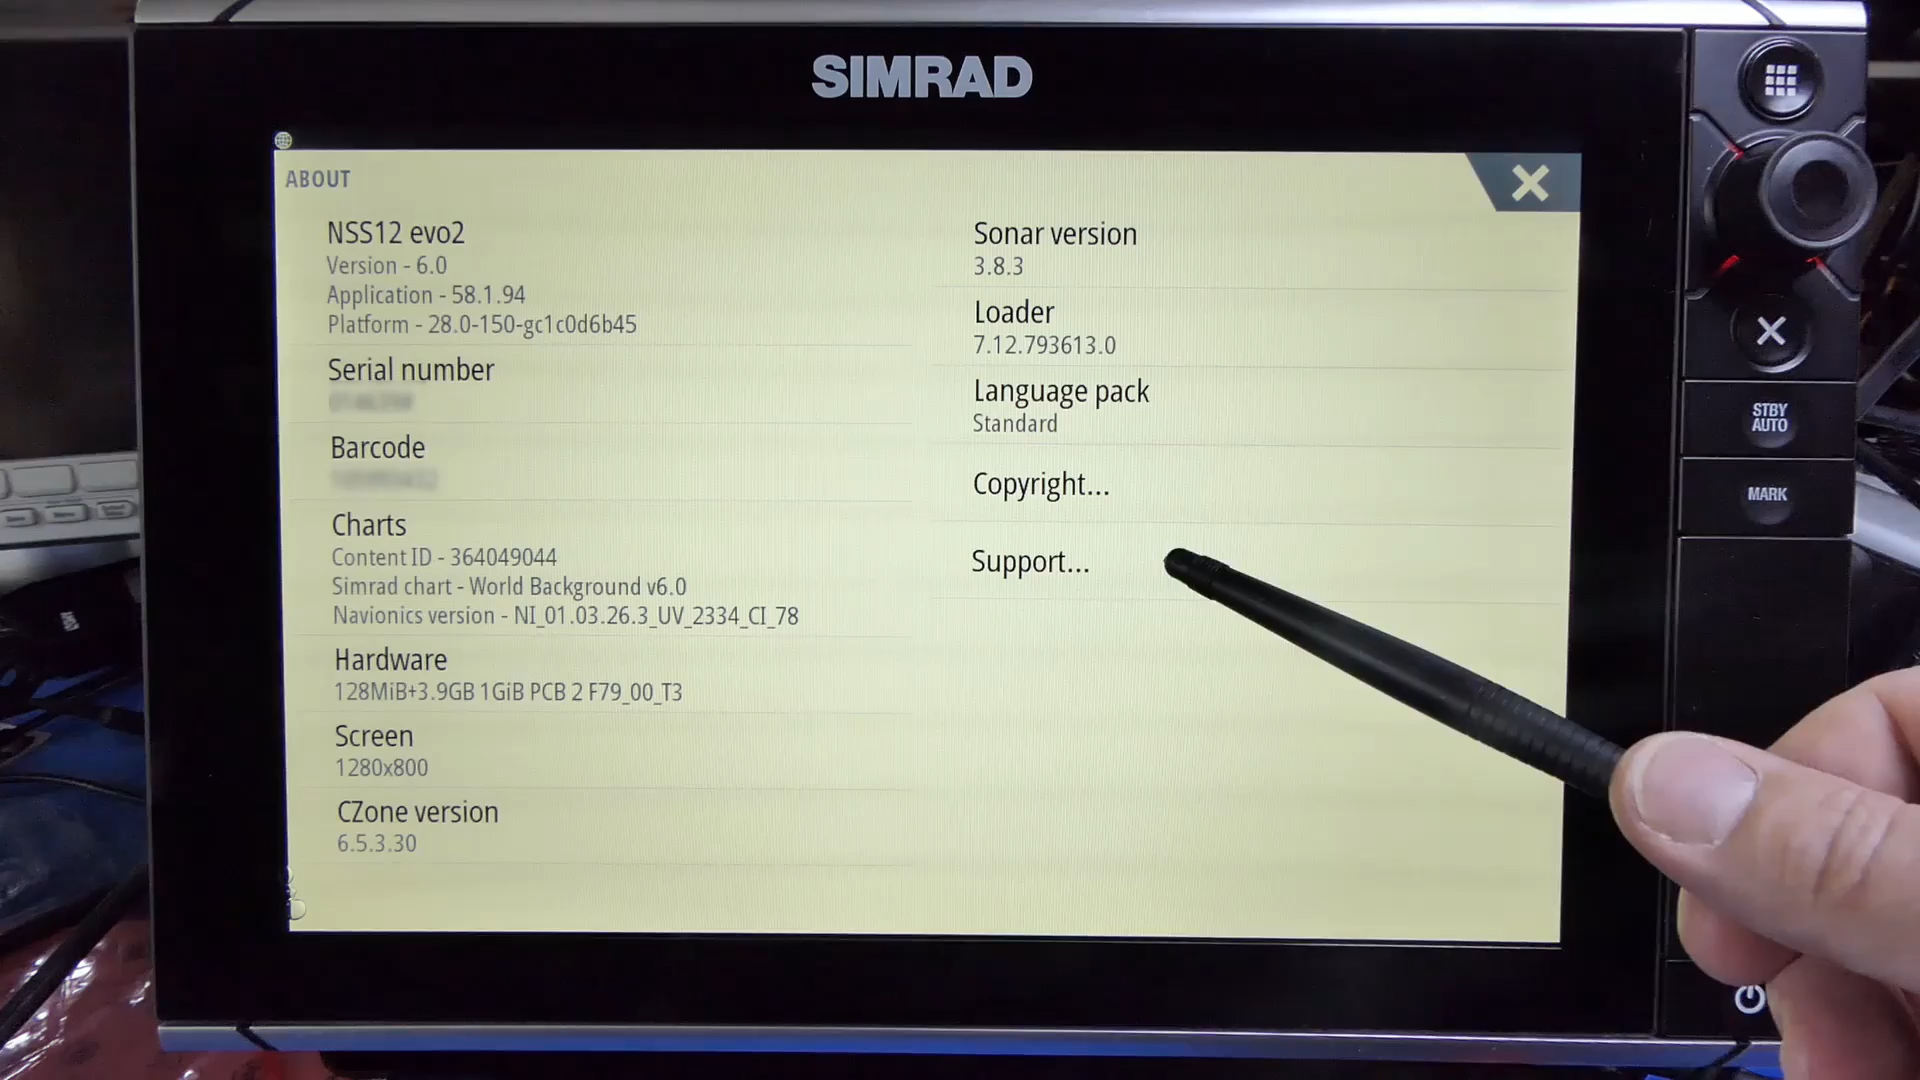 SIMRAD
ABOUT
NSS12 evo2
Version - 6.0
Application - 58.1.94
Platform - 28.0-150-gc1c0d6b45
Serial number
Barcode
Charts
Content ID - 364049044
Simrad chart - World Background v6.0
Navionics version - NI_01.03.26.3_UV_2334_CI_78
Hardware
128MiB+3.9GB 1GiB PCB 2 F79_00_T3
Screen
1280x800
CZone version
6.5.3.30
Sonar version
3.8.3
Loader
7.12.793613.0
Language pack
Standard
Copyright...
Support...
STBY
AUTO
MARK